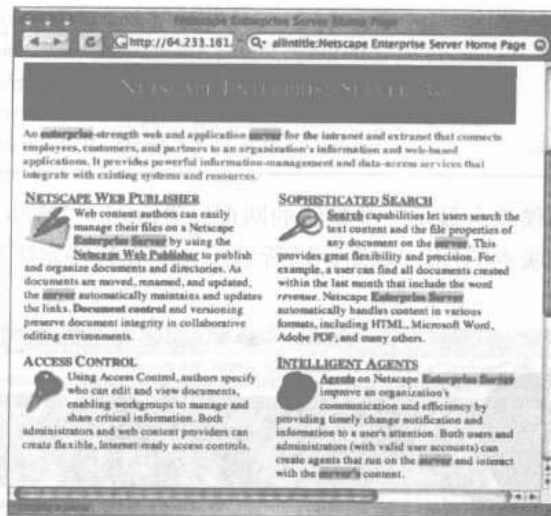 Netscape Enterprise Server Home Page
http://64.233.161. allintitle:Netscape Enterprise Server Home Page
NETSCAPE ENTERPRISE SERVER
An enterprise-strength web and application server for the intranet and extranet that connects
employees, customers, and partners to an organization's information and web-based
applications. It provides powerful information-management and data-access services that
integrate with existing systems and resources.
NETSCAPE WEB PUBLISHER
Web content authors can easily
manage their files on a Netscape
Enterprise Server by using the
Netscape Web Publisher to publish
and organize documents and directories. As
documents are moved, renamed, and updated,
the server automatically maintains and updates
the links. Document control and versioning
preserve document integrity in collaborative
editing environments.
SOPHISTICATED SEARCH
Search capabilities let users search the
text content and the file properties of
any document on the server. This
provides great flexibility and precision. For
example, a user can find all documents created
within the last month that include the word
revenue. Netscape Enterprise Server
automatically handles content in various
formats, including HTML, Microsoft Word,
Adobe PDF, and many others.
ACCESS CONTROL
Using Access Control, authors specify
who can edit and view documents,
enabling workgroups to manage and
share critical information. Both
administrators and web content providers can
create flexible, Internet-ready access controls.
INTELLIGENT AGENTS
Agents on Netscape Enterprise Server
improve an organization's
communication and efficiency by
providing timely change notification and
information to a user's attention. Both users and
administrators (with valid user accounts) can
create agents that run on the server and interact
with the server's content.